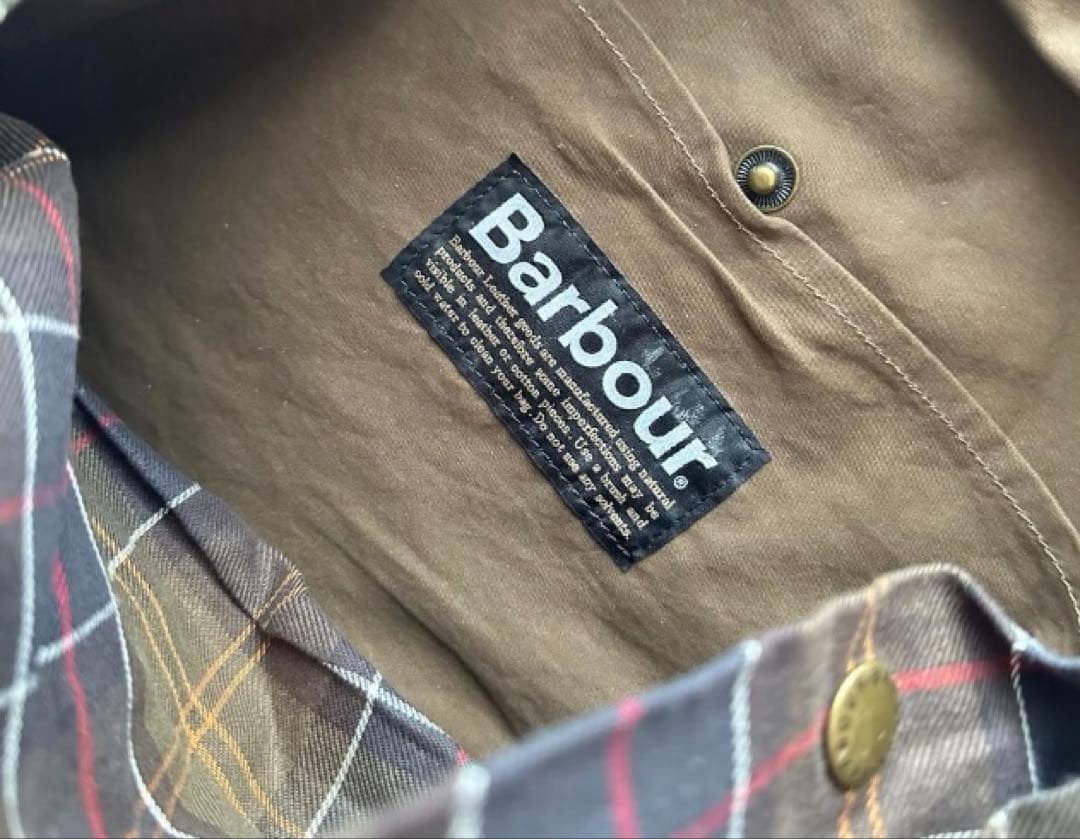 Barbour®
Barbour Leather goods are manufactured using natural
products and therefore some imperfections may be
visible in leather or cotton pieces. Use a brush and
cold water to clean your bag. Do not use any solvents.